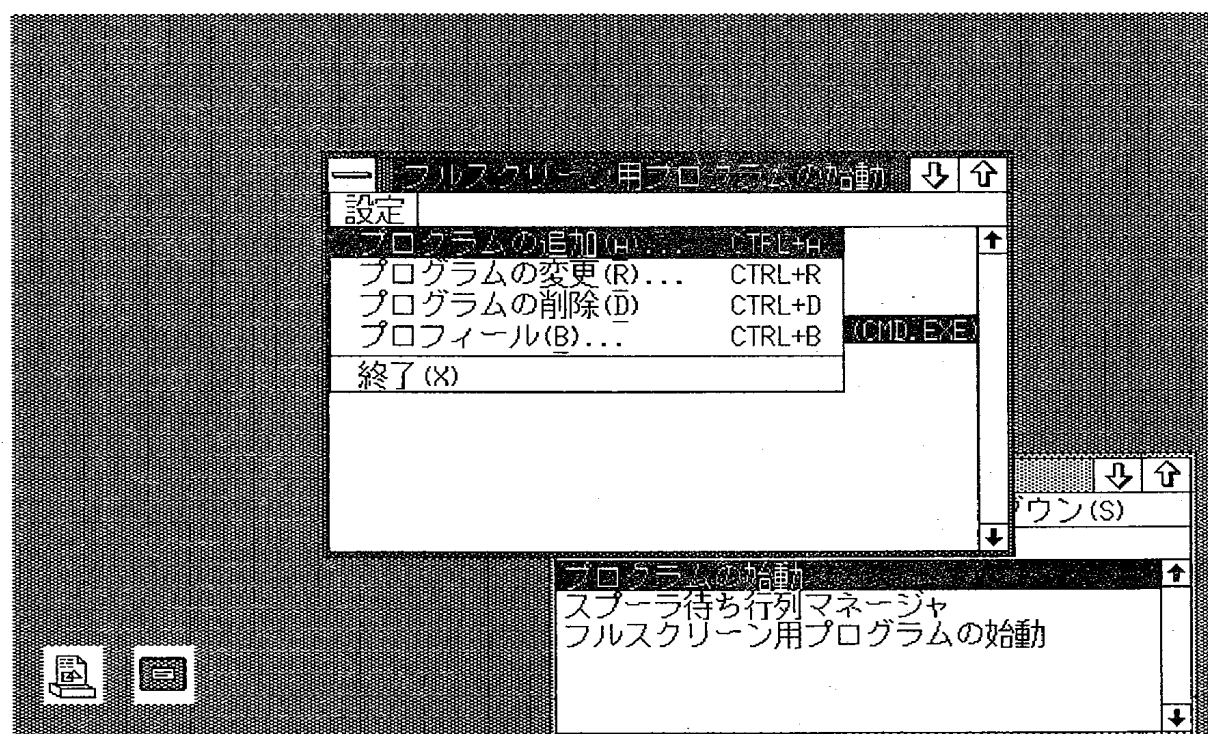 フルスクリーン用プログラムの始動
設定
プログラムの追加(A)... CTRL+A
プログラムの変更(R)... CTRL+R
プログラムの削除(D) CTRL+D
プロフィール(B)... CTRL+B
(CMD.EXE)
終了(X)
ダウン(S)
プログラムの始動
スプーラ待ち行列マネージャ
フルスクリーン用プログラムの始動